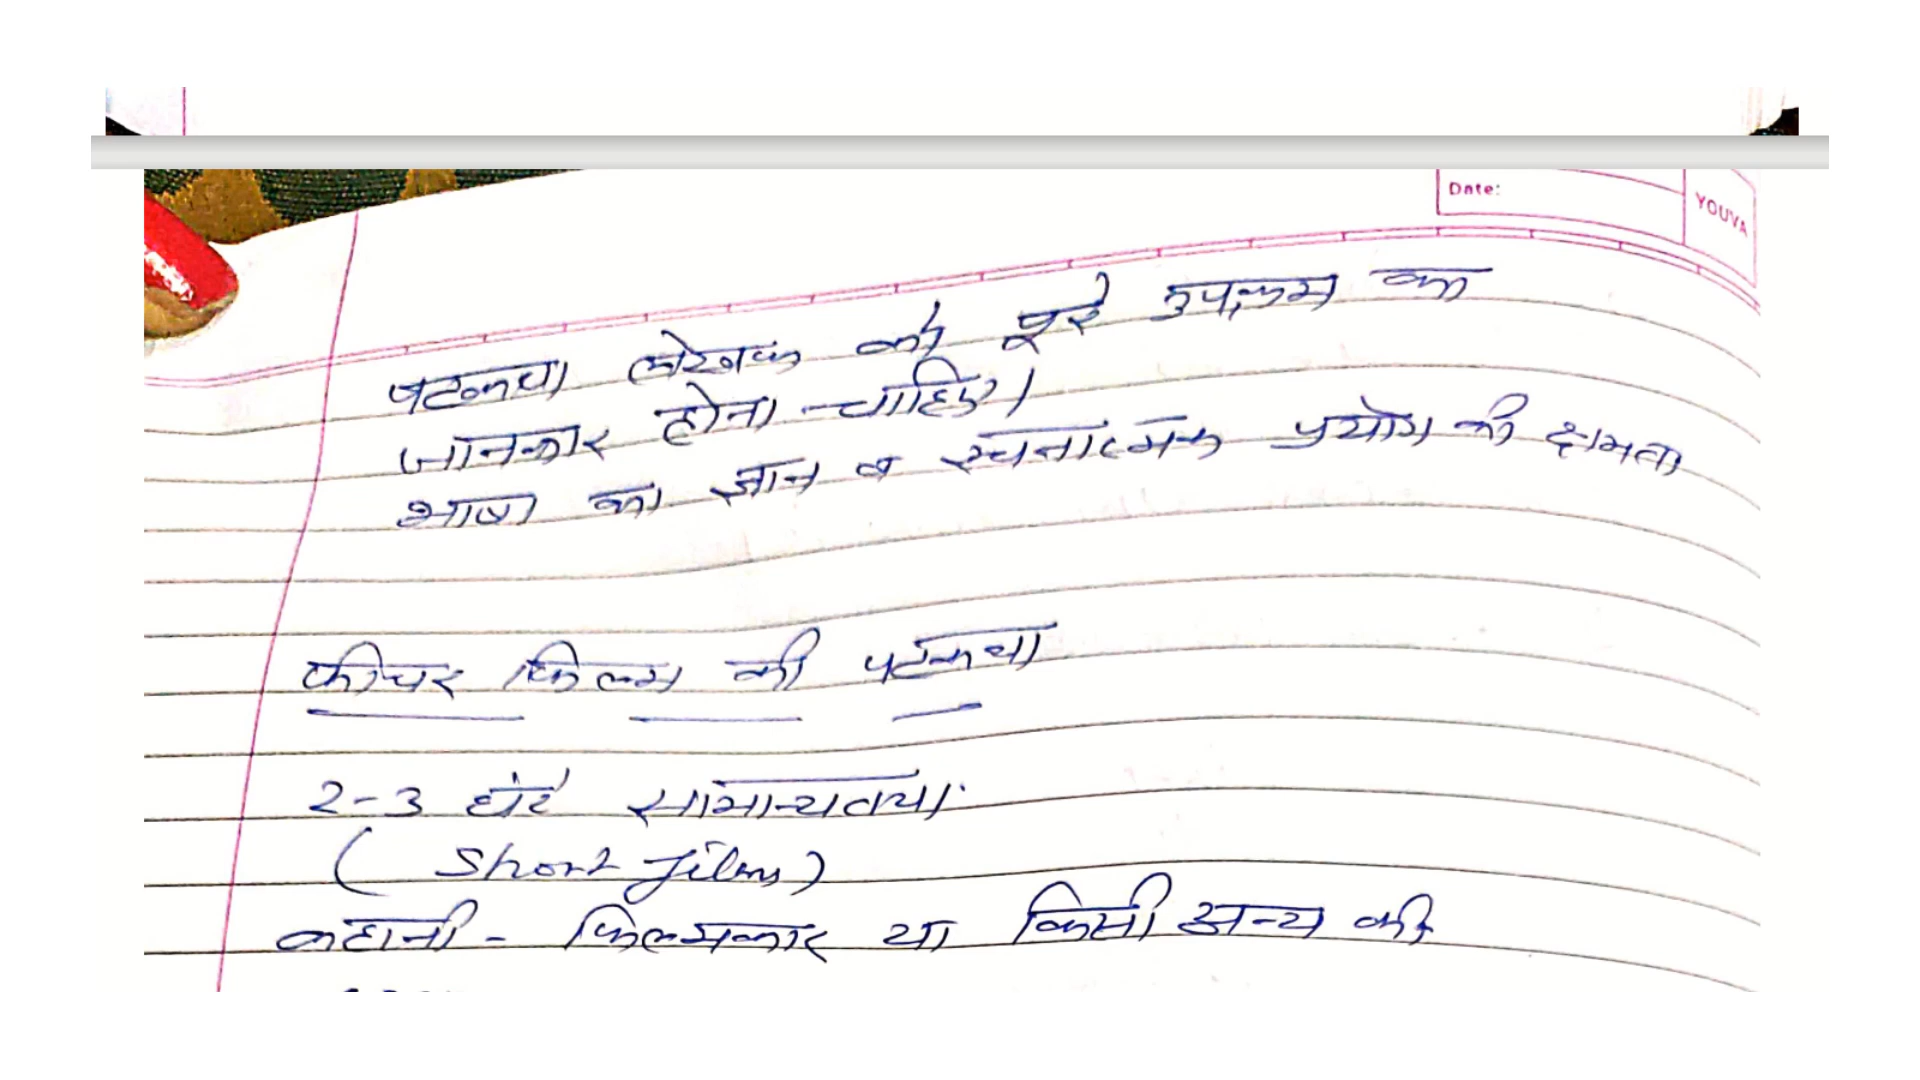 Date:
YOUVA
पटकथा लेखक को पूरे उपक्रम का
जानकार होना चाहिए।
भाषा का ज्ञान व रचनात्मक प्रयोग की क्षमता
फीचर फिल्म की पटकथा
2-3 घंटे सामान्यतया
( Short films )
कहानी - फिल्मकार या किसी अन्य की